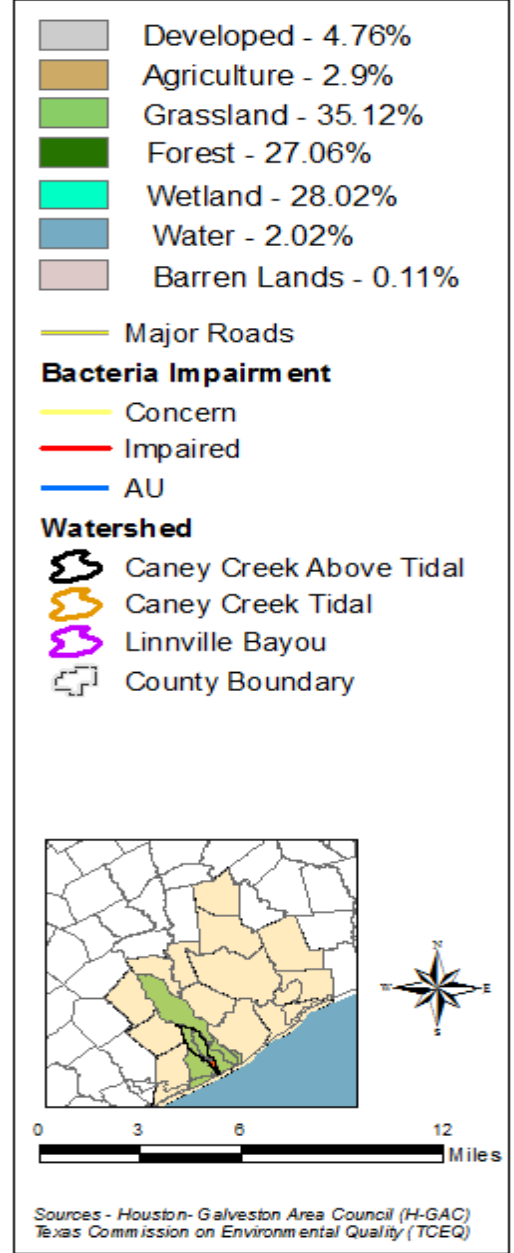 Developed - 4.76%
Agriculture - 2.9%
Grassland - 35.12%
Forest - 27.06%
Wetland - 28.02%
Water - 2.02%
Barren Lands - 0.11%
Major Roads
Bacteria Impairment
Concern
Impaired
AU
Watershed
Caney Creek Above Tidal
Caney Creek Tidal
Linnville Bayou
County Boundary
N
W E
S
0 3 6 12
Miles
Sources - Houston- Galveston Area Council (H-GAC)
Texas Commission on Environmental Quality (TCEQ)